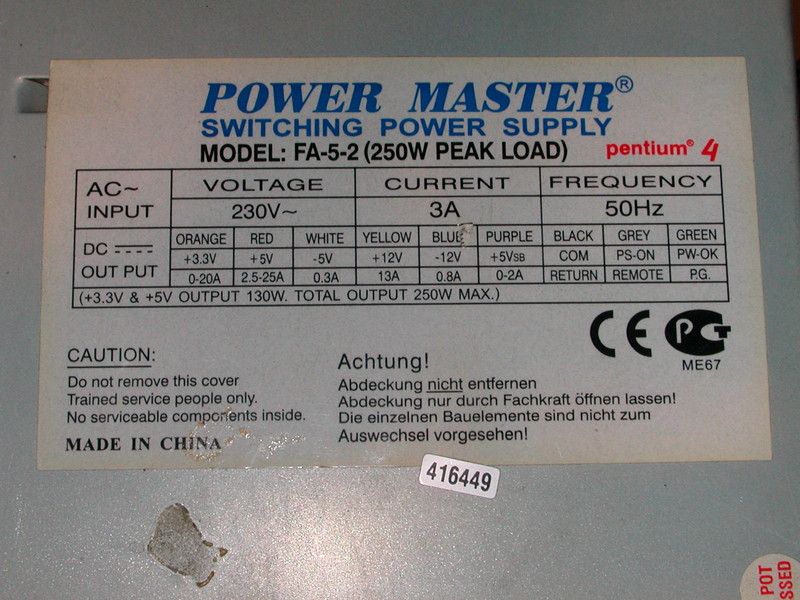 POWER MASTER®
SWITCHING POWER SUPPLY
MODEL: FA-5-2 (250W PEAK LOAD) pentium® 4
AC~ INPUT VOLTAGE CURRENT FREQUENCY
230V~ 3A 50Hz
DC OUT PUT ORANGE RED WHITE YELLOW BLUE PURPLE BLACK GREY GREEN
+3.3V +5V -5V +12V -12V +5VSB COM PS-ON PW-OK
0-20A 2.5-25A 0.3A 13A 0.8A 0-2A RETURN REMOTE P.G.
(+3.3V & +5V OUTPUT 130W. TOTAL OUTPUT 250W MAX.)
CE PCT
ME67
CAUTION:
Do not remove this cover
Trained service people only.
No serviceable components inside.
MADE IN CHINA
Achtung!
Abdeckung nicht entfernen
Abdeckung nur durch Fachkraft öffnen lassen!
Die einzelnen Bauelemente sind nicht zum
Auswechsel vorgesehen!
416449
POT
SSED